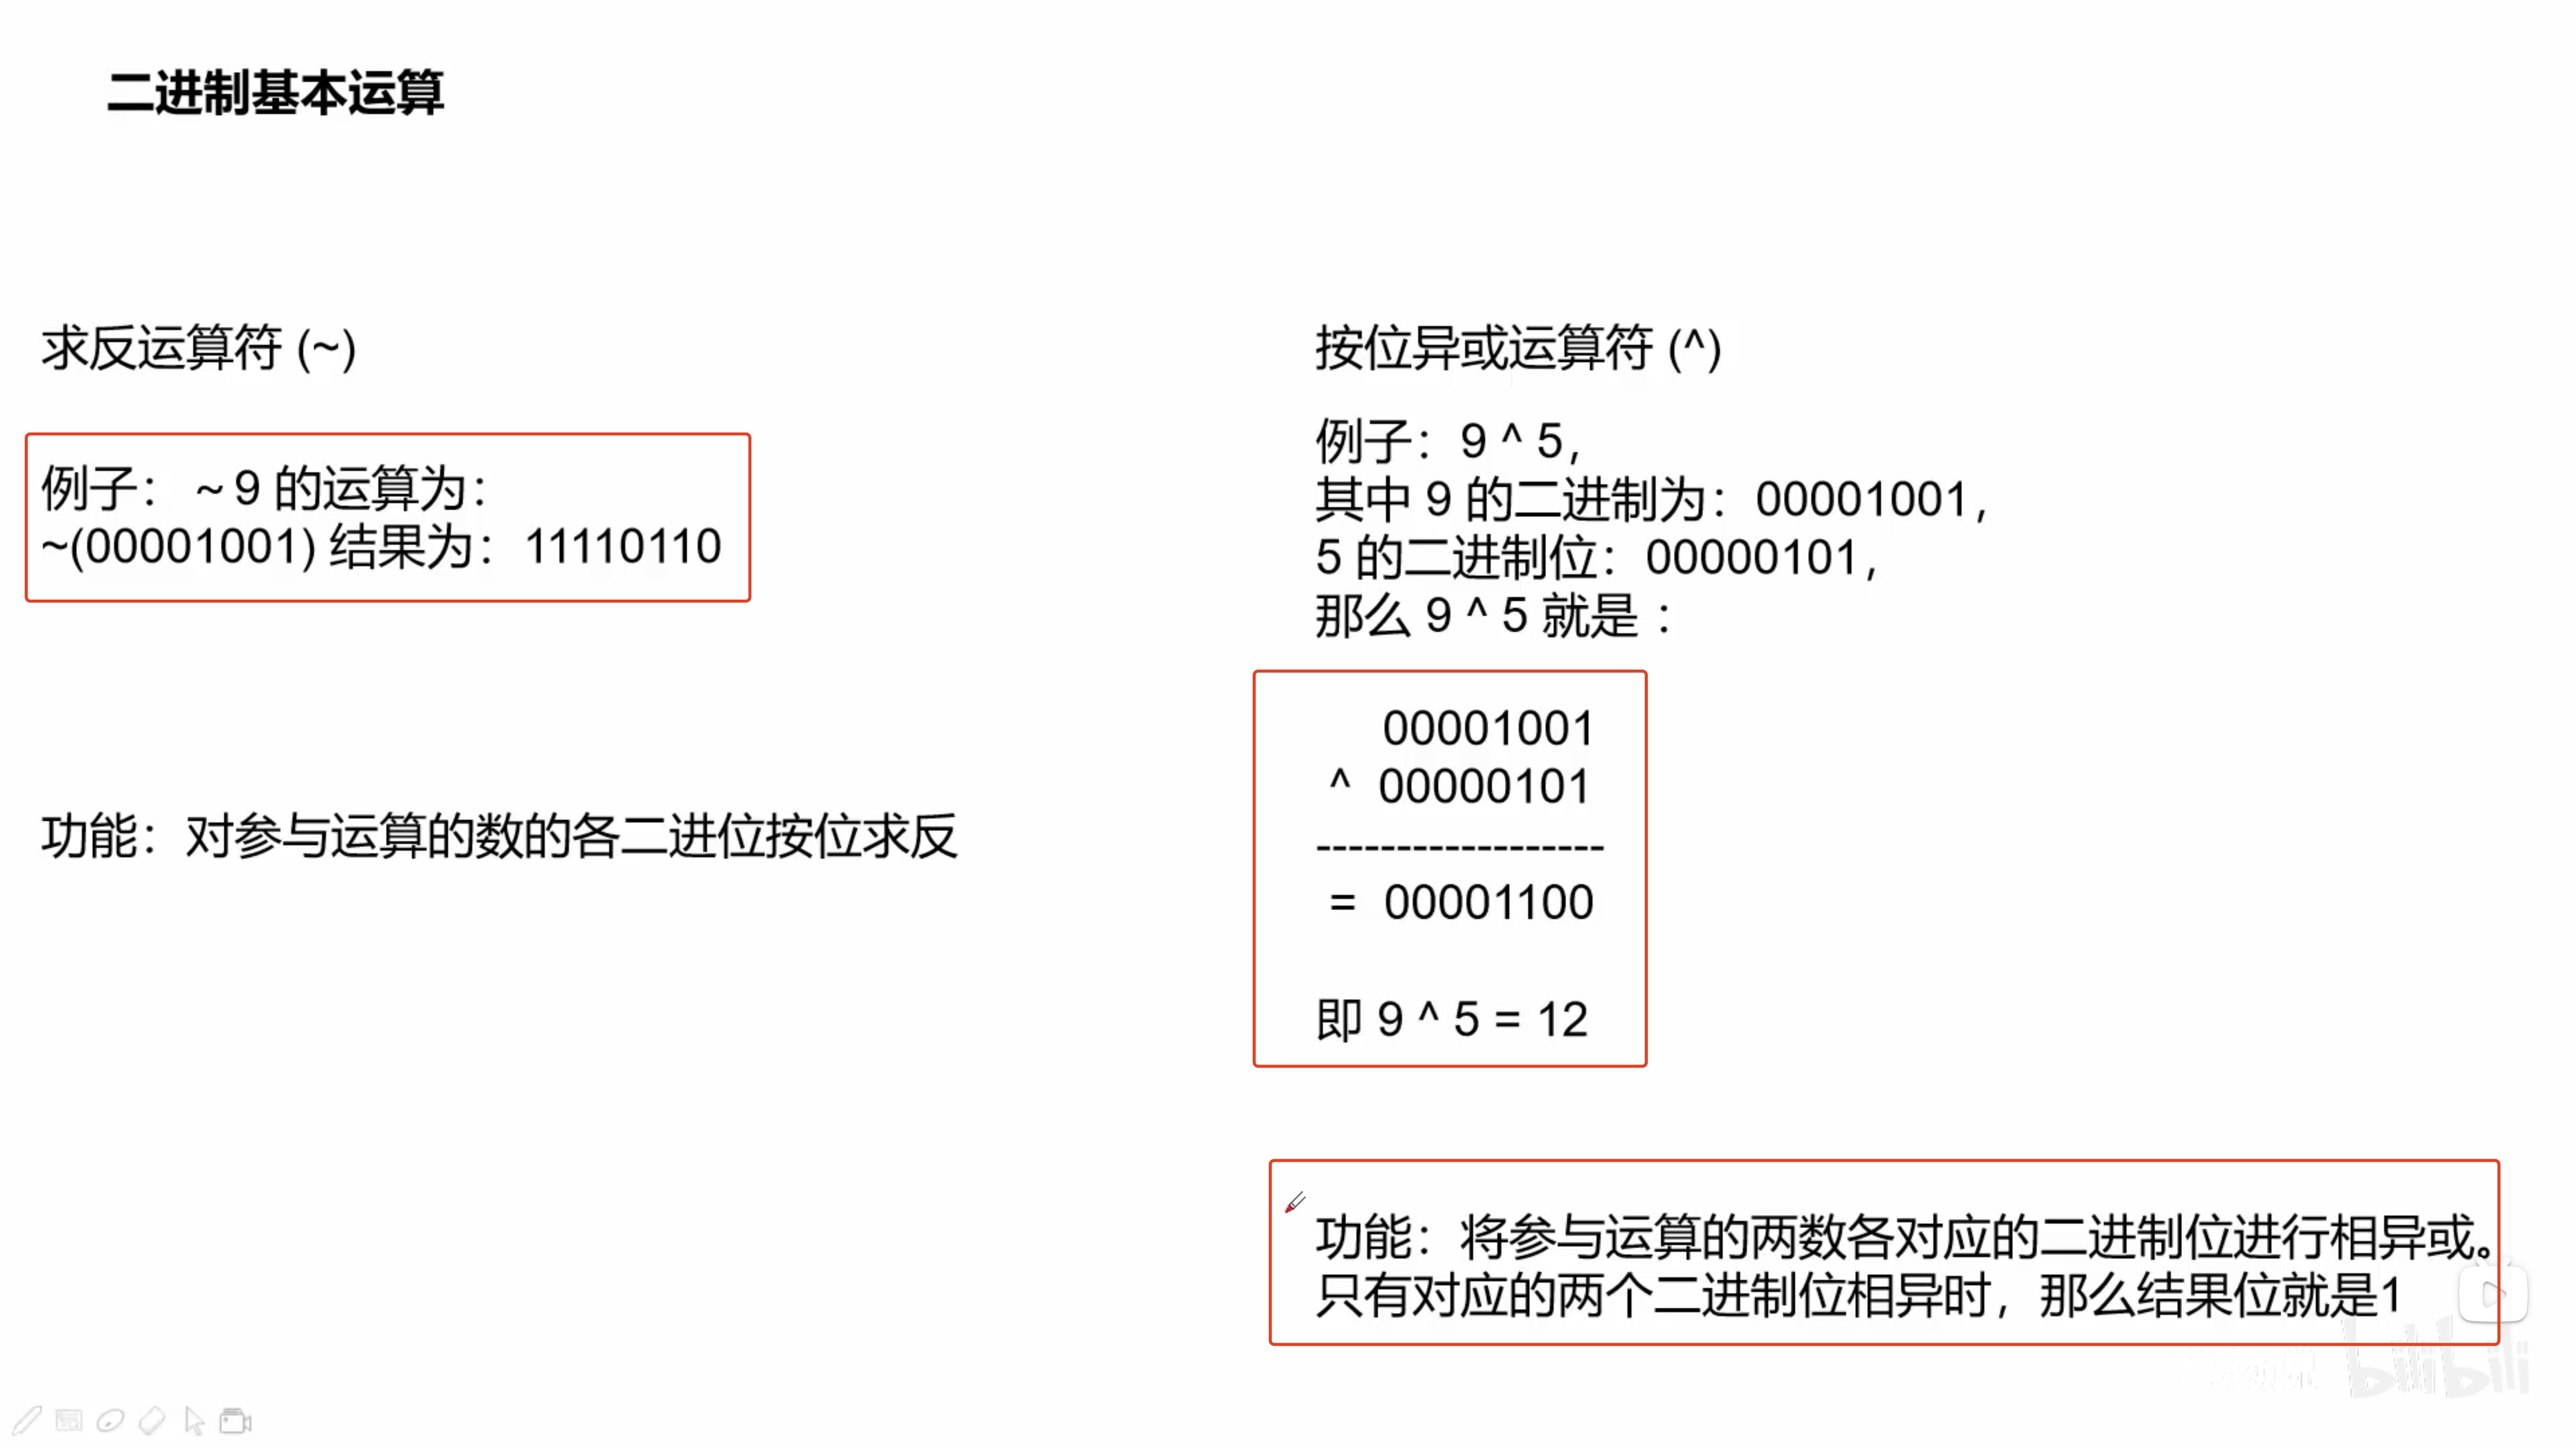 二进制基本运算
求反运算符 (~)
例子： ~ 9 的运算为：
~(00001001) 结果为：11110110
功能：对参与运算的数的各二进位按位求反
按位异或运算符 (^)
例子：9 ^ 5，
其中 9 的二进制为：00001001，
5 的二进制位：00000101，
那么 9 ^ 5 就是 ：
00001001
^ 00000101
------------------
= 00001100
即 9 ^ 5 = 12
功能：将参与运算的两数各对应的二进制位进行相异或。
只有对应的两个二进制位相异时，那么结果位就是1
bilibili